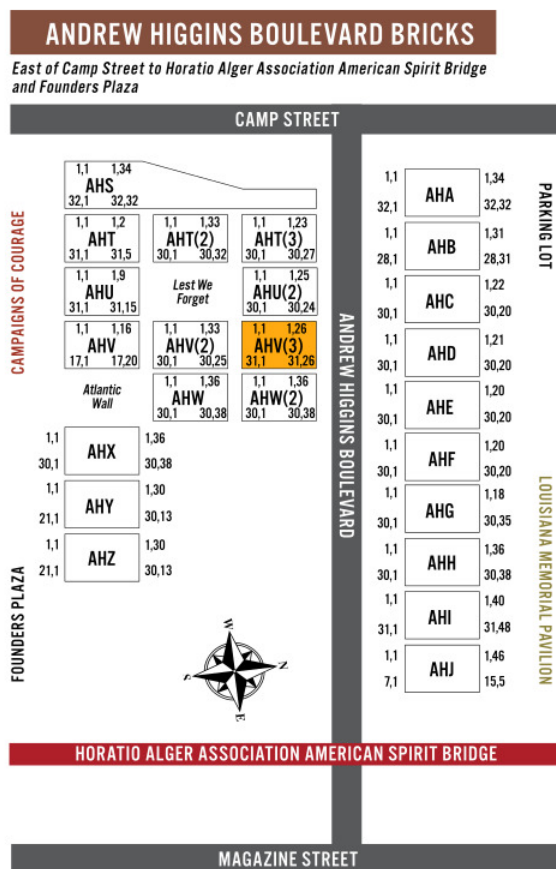 ANDREW HIGGINS BOULEVARD BRICKS
East of Camp Street to Horatio Alger Association American Spirit Bridge
and Founders Plaza
CAMP STREET
1,1 1,34
AHS
32,1 32,32
1,1 1,2
AHT
31,1 31,5
1,1 1,33
AHT(2)
30,1 30,32
1,1 1,23
AHT(3)
30,1 30,27
1,1 1,9
AHU
31,1 31,15
Lest We
Forget
1,1 1,25
AHU(2)
30,1 30,24
1,1 1,16
AHV
17,1 17,20
1,1 1,33
AHV(2)
30,1 30,25
1,1 1,26
AHV(3)
31,1 31,26
Atlantic
Wall
1,1 1,36
AHW
30,1 30,38
1,1 1,36
AHW(2)
30,1 30,38
1,1 1,36
AHX
30,1 30,38
1,1 1,30
AHY
21,1 30,13
1,1 1,30
AHZ
21,1 30,13
CAMPAIGNS OF COURAGE
FOUNDERS PLAZA
W
N
S
E
ANDREW HIGGINS BOULEVARD
1,1 1,34
AHA
32,1 32,32
1,1 1,31
AHB
28,1 28,31
1,1 1,22
AHC
30,1 30,20
1,1 1,21
AHD
30,1 30,20
1,1 1,20
AHE
30,1 30,20
1,1 1,20
AHF
30,1 30,20
1,1 1,18
AHG
30,1 30,35
1,1 1,36
AHH
30,1 30,38
1,1 1,40
AHI
31,1 31,48
1,1 1,46
AHJ
7,1 15,5
PARKING LOT
LOUISIANA MEMORIAL PAVILION
HORATIO ALGER ASSOCIATION AMERICAN SPIRIT BRIDGE
MAGAZINE STREET